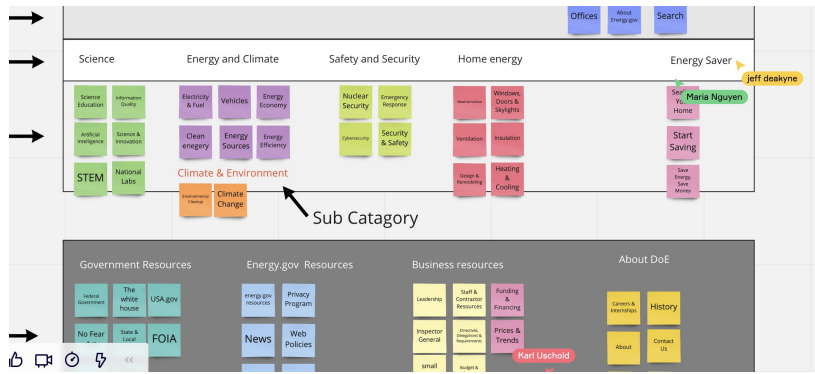 Offices
About
Energy.gov
Search
Science
Energy and Climate
Safety and Security
Home energy
Energy Saver
jeff deakyne
Maria Nguyen
Science
Education
Information
Quality
Electricity
& Fuel
Vehicles
Energy
Economy
Nuclear
Security
Emergency
Response
Weatherization
Windows,
Doors &
Skylights
Home
Artificial
Intelligence
Science &
Innovation
Clean
enegery
Energy
Sources
Energy
Efficiency
Cybersecurity
Security
& Safety
Ventilation
Insulation
Start
Saving
STEM
National
Labs
Climate & Environment
Design &
Remodeling
Heating
&
Cooling
Save
Energy,
Save
Money
Environmental
Cleanup
Climate
Change
Sub Catagory
Government Resources
Energy.gov Resources
Business resources
About DoE
Federal
Government
The
white
house
USA.gov
energy.gov
resources
Privacy
Program
Leadership
Staff &
Contractor
Resources
Funding
&
Financing
Careers &
Internships
History
No Fear
State &
Local
FOIA
News
Web
Policies
Inspector
General
Directives,
Delegations &
Requirements
Prices &
Trends
About
Contact
Us
Karl Uschold
small
Budget &